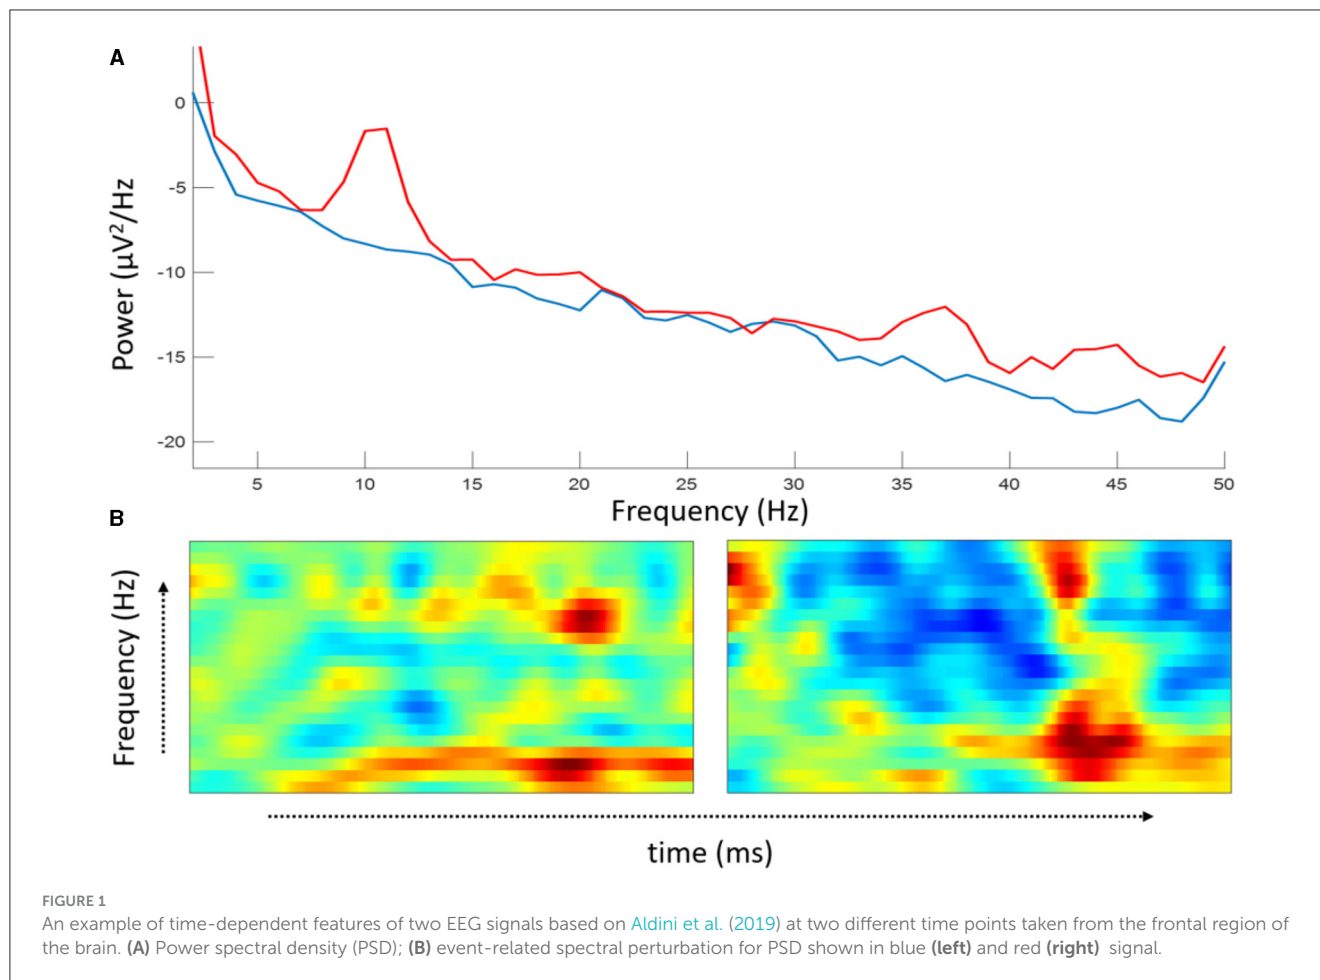 A
0
-5
-10
-15
-20
Power (µV²/Hz
5 10 15 20 25 30 35 40 45 50
Frequency (Hz)
B
Frequency (Hz)
time (ms)
FIGURE 1
An example of time-dependent features of two EEG signals based on Aldini et al. (2019) at two different time points taken from the frontal region of
the brain. (A) Power spectral density (PSD); (B) event-related spectral perturbation for PSD shown in blue (left) and red (right) signal.